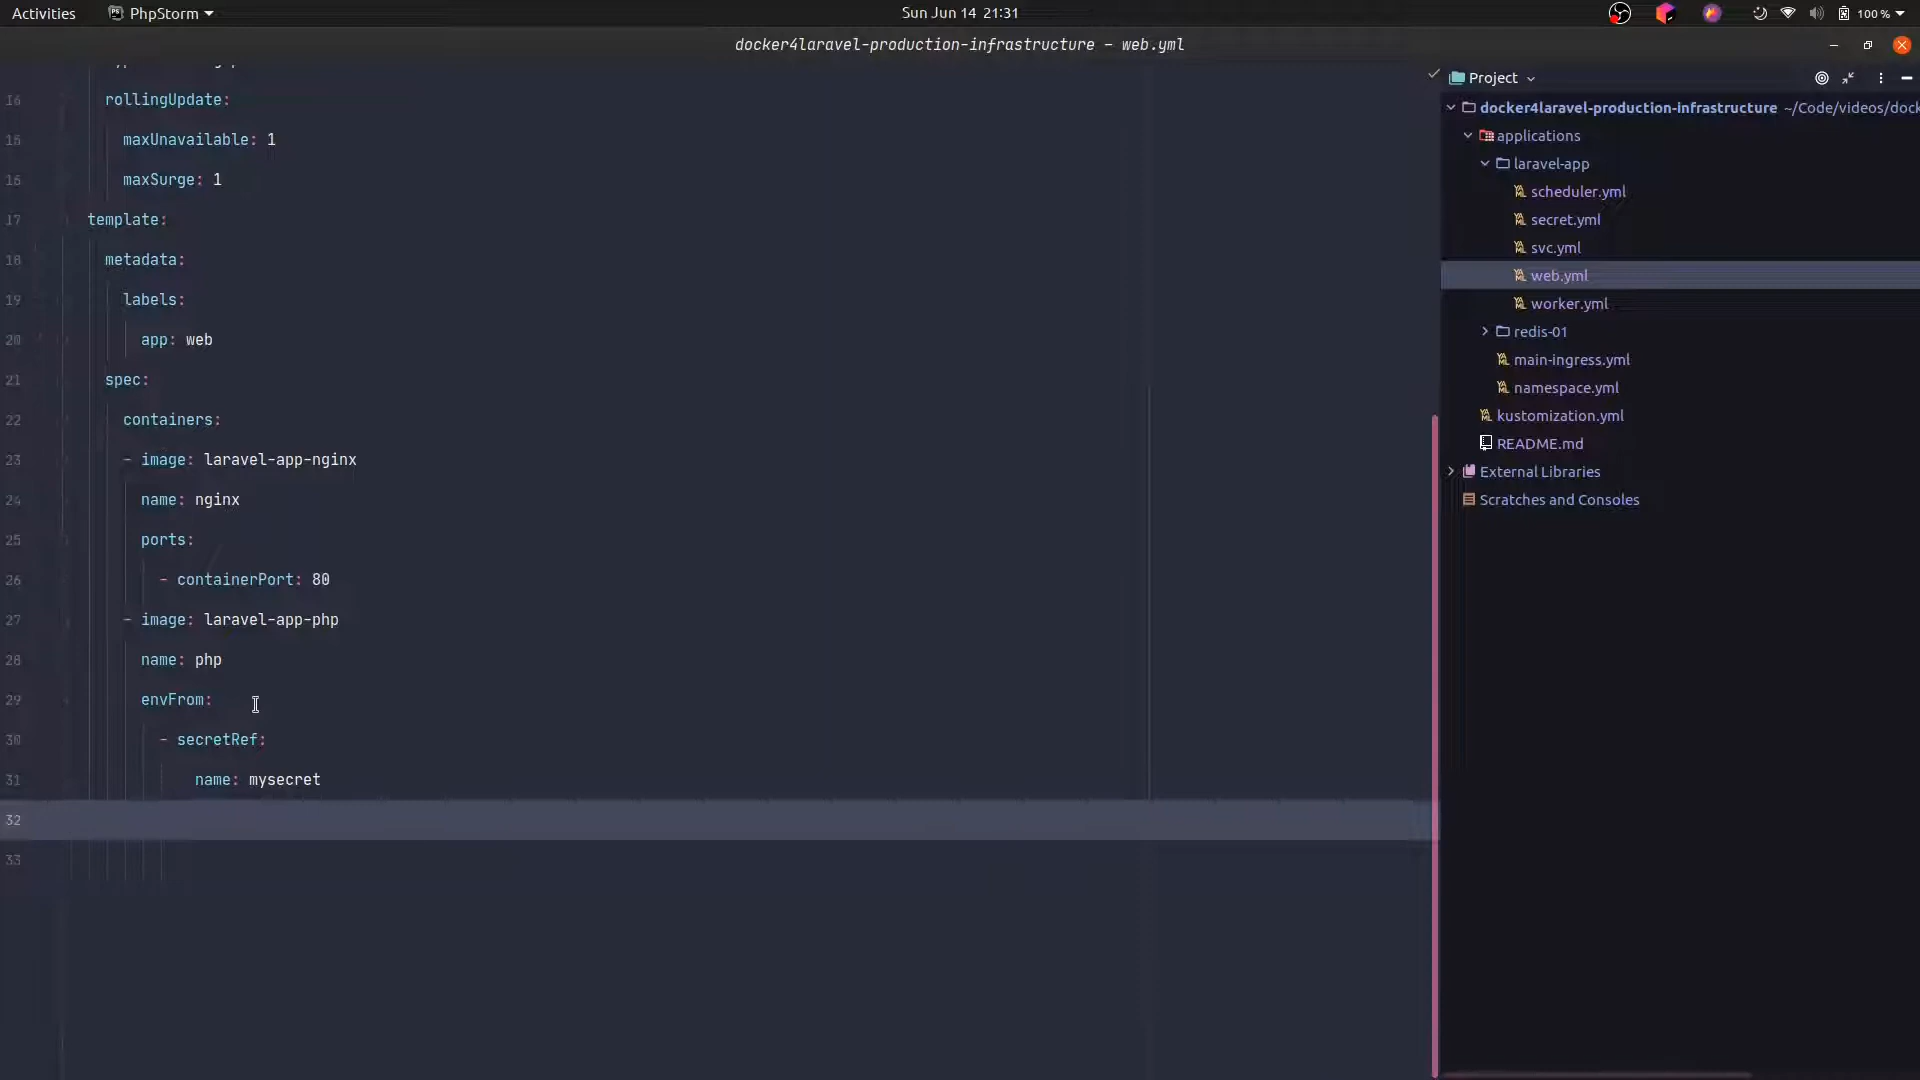 Activities
PhpStorm
Sun Jun 14 21:31
100 %
docker4laravel-production-infrastructure – web.yml
16 rollingUpdate:
15 maxUnavailable: 1
16 maxSurge: 1
17 template:
18 metadata:
19 labels:
20 app: web
21 spec:
22 containers:
23 - image: laravel-app-nginx
24 name: nginx
25 ports:
26 - containerPort: 80
27 - image: laravel-app-php
28 name: php
29 envFrom:
30 - secretRef:
31 name: mysecret
32
33
Project
docker4laravel-production-infrastructure ~/Code/videos/dock
applications
laravel-app
scheduler.yml
secret.yml
svc.yml
web.yml
worker.yml
redis-01
main-ingress.yml
namespace.yml
kustomization.yml
README.md
External Libraries
Scratches and Consoles